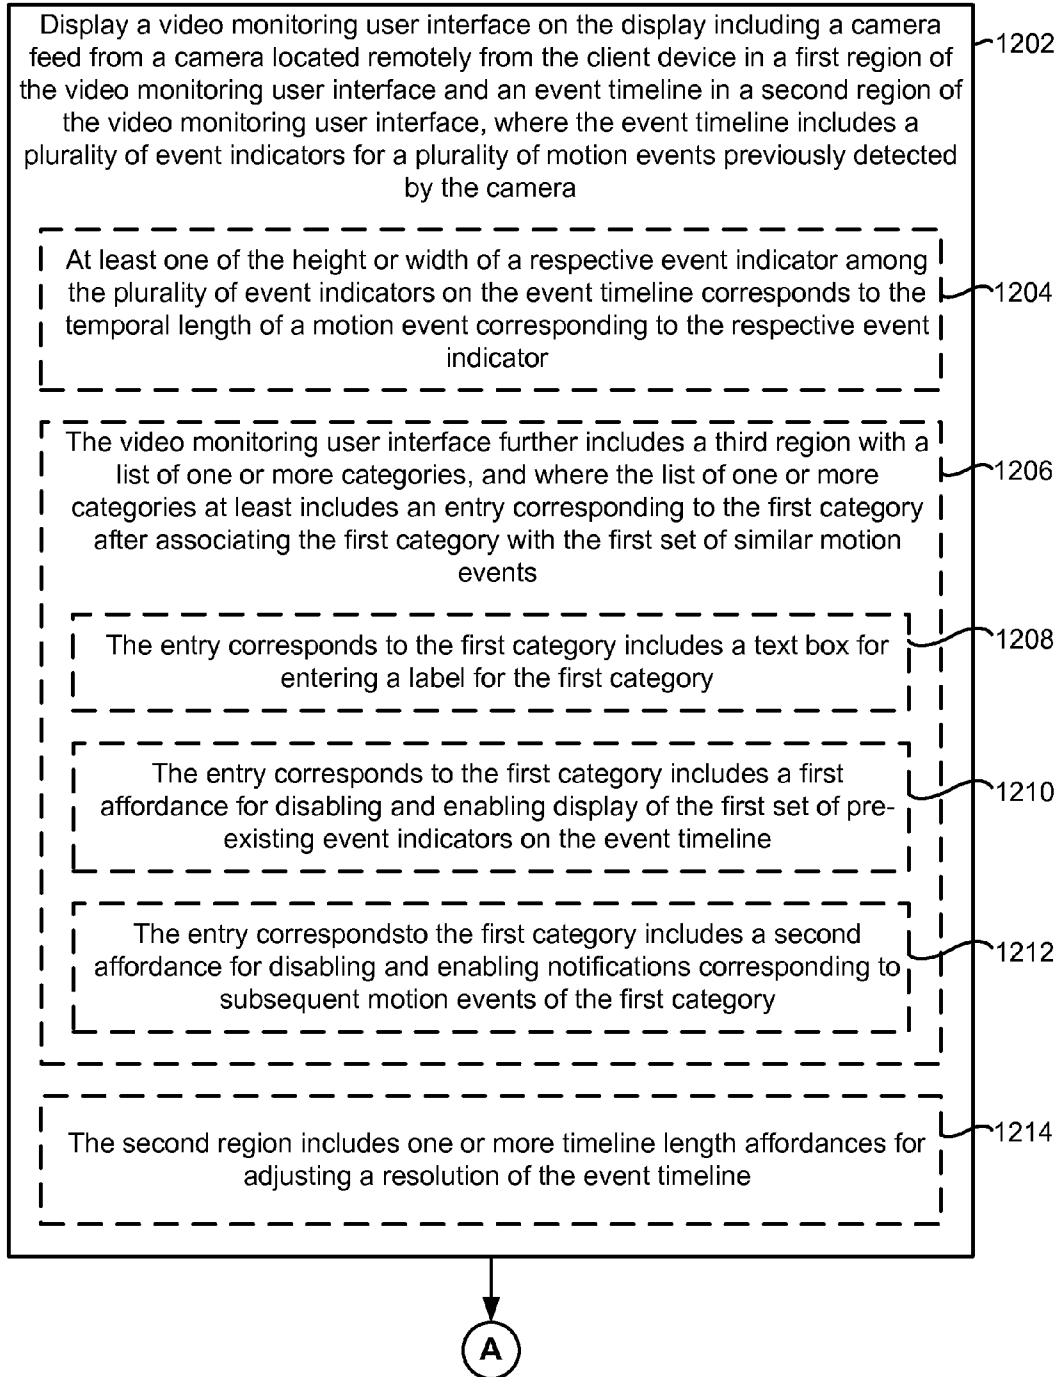 Display a video monitoring user interface on the display including a camera
feed from a camera located remotely from the client device in a first region of
the video monitoring user interface and an event timeline in a second region of
the video monitoring user interface, where the event timeline includes a
plurality of event indicators for a plurality of motion events previously detected
by the camera
1202
At least one of the height or width of a respective event indicator among
the plurality of event indicators on the event timeline corresponds to the
temporal length of a motion event corresponding to the respective event
indicator
1204
The video monitoring user interface further includes a third region with a
list of one or more categories, and where the list of one or more
categories at least includes an entry corresponding to the first category
after associating the first category with the first set of similar motion
events
1206
The entry corresponds to the first category includes a text box for
entering a label for the first category
1208
The entry corresponds to the first category includes a first
affordance for disabling and enabling display of the first set of pre-
existing event indicators on the event timeline
1210
The entry correspondsto the first category includes a second
affordance for disabling and enabling notifications corresponding to
subsequent motion events of the first category
1212
The second region includes one or more timeline length affordances for
adjusting a resolution of the event timeline
1214
A